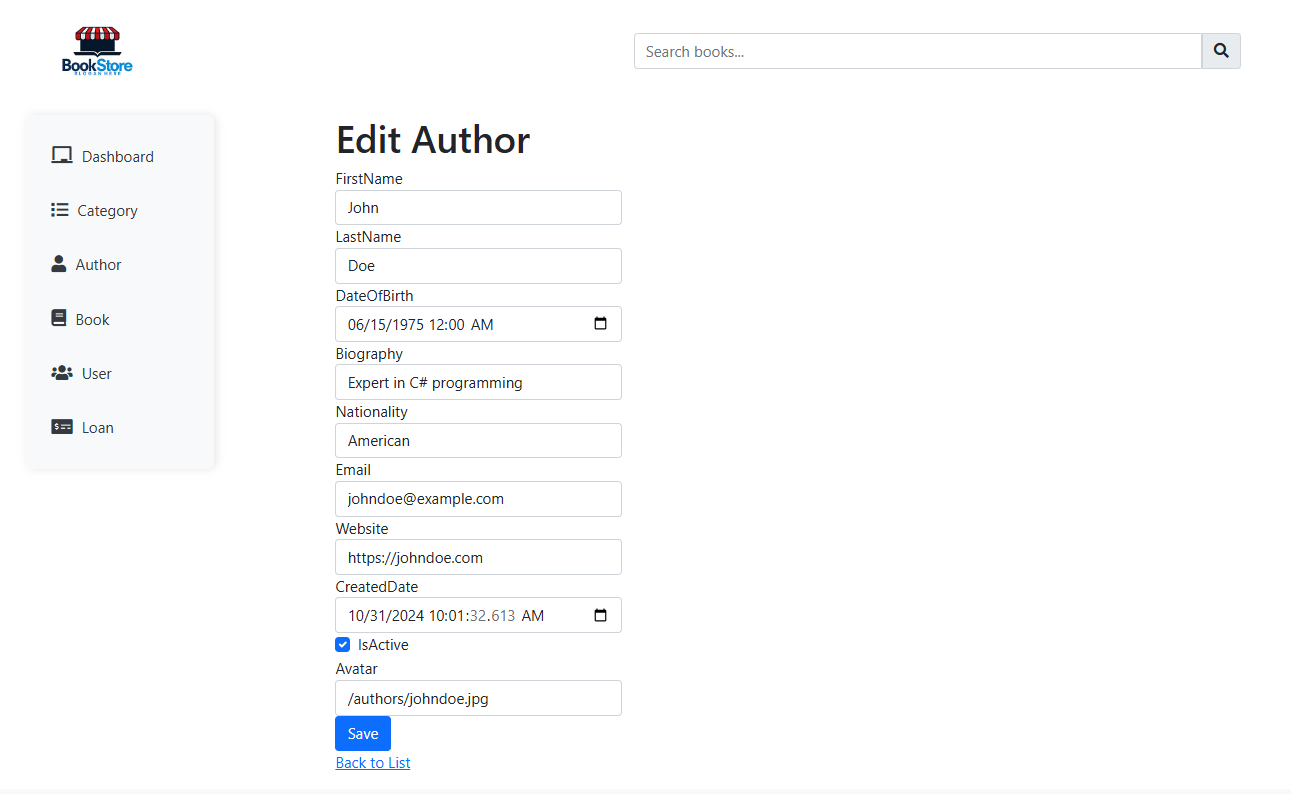 BookStore
SLOGAN HERE
Search books...
Dashboard
Category
Author
Book
User
Loan
Edit Author
FirstName
John
LastName
Doe
DateOfBirth
06/15/1975 12:00 AM
Biography
Expert in C# programming
Nationality
American
Email
johndoe@example.com
Website
https://johndoe.com
CreatedDate
10/31/2024 10:01:32.613 AM
IsActive
Avatar
/authors/johndoe.jpg
Save
Back to List